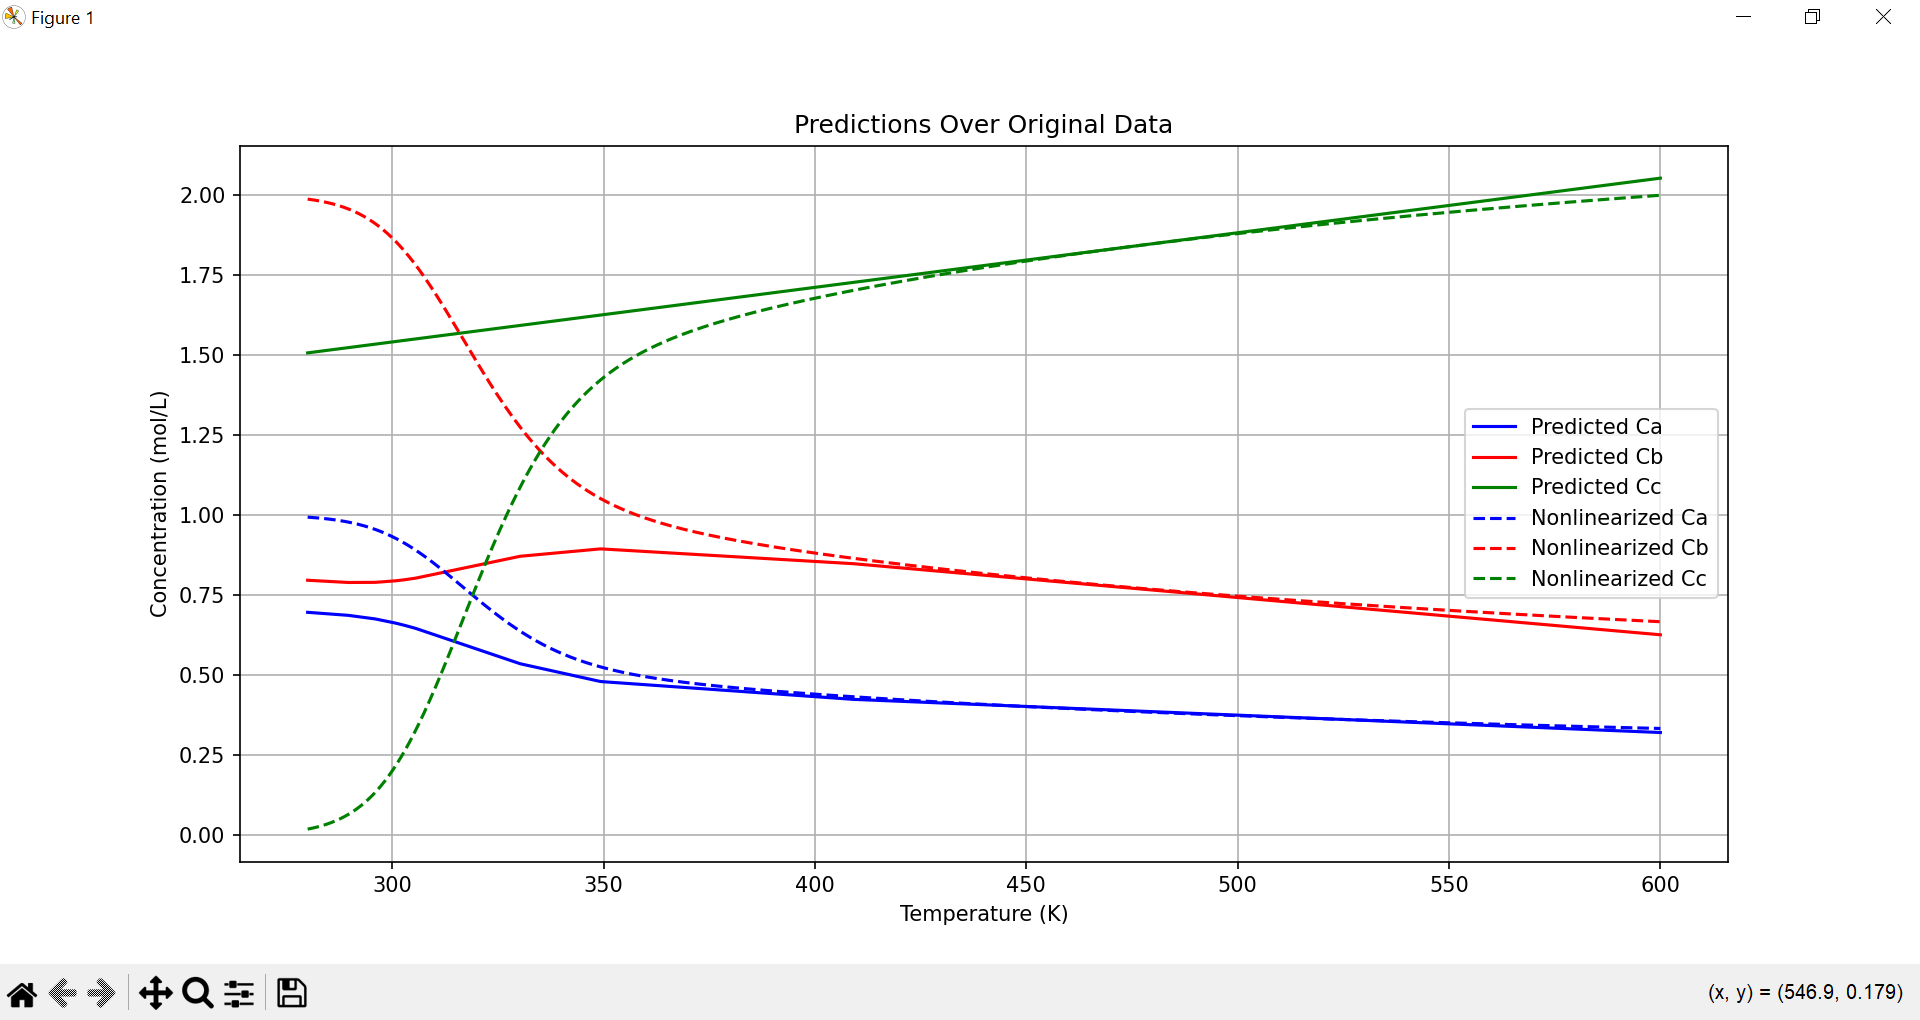 Figure 1
Predictions Over Original Data
Concentration (mol/L)
2.00
1.75
1.50
1.25
1.00
0.75
0.50
0.25
0.00
Predicted Ca
Predicted Cb
Predicted Cc
Nonlinearized Ca
Nonlinearized Cb
Nonlinearized Cc
300 350 400 450 500 550 600
Temperature (K)
(x, y) = (546.9, 0.179)